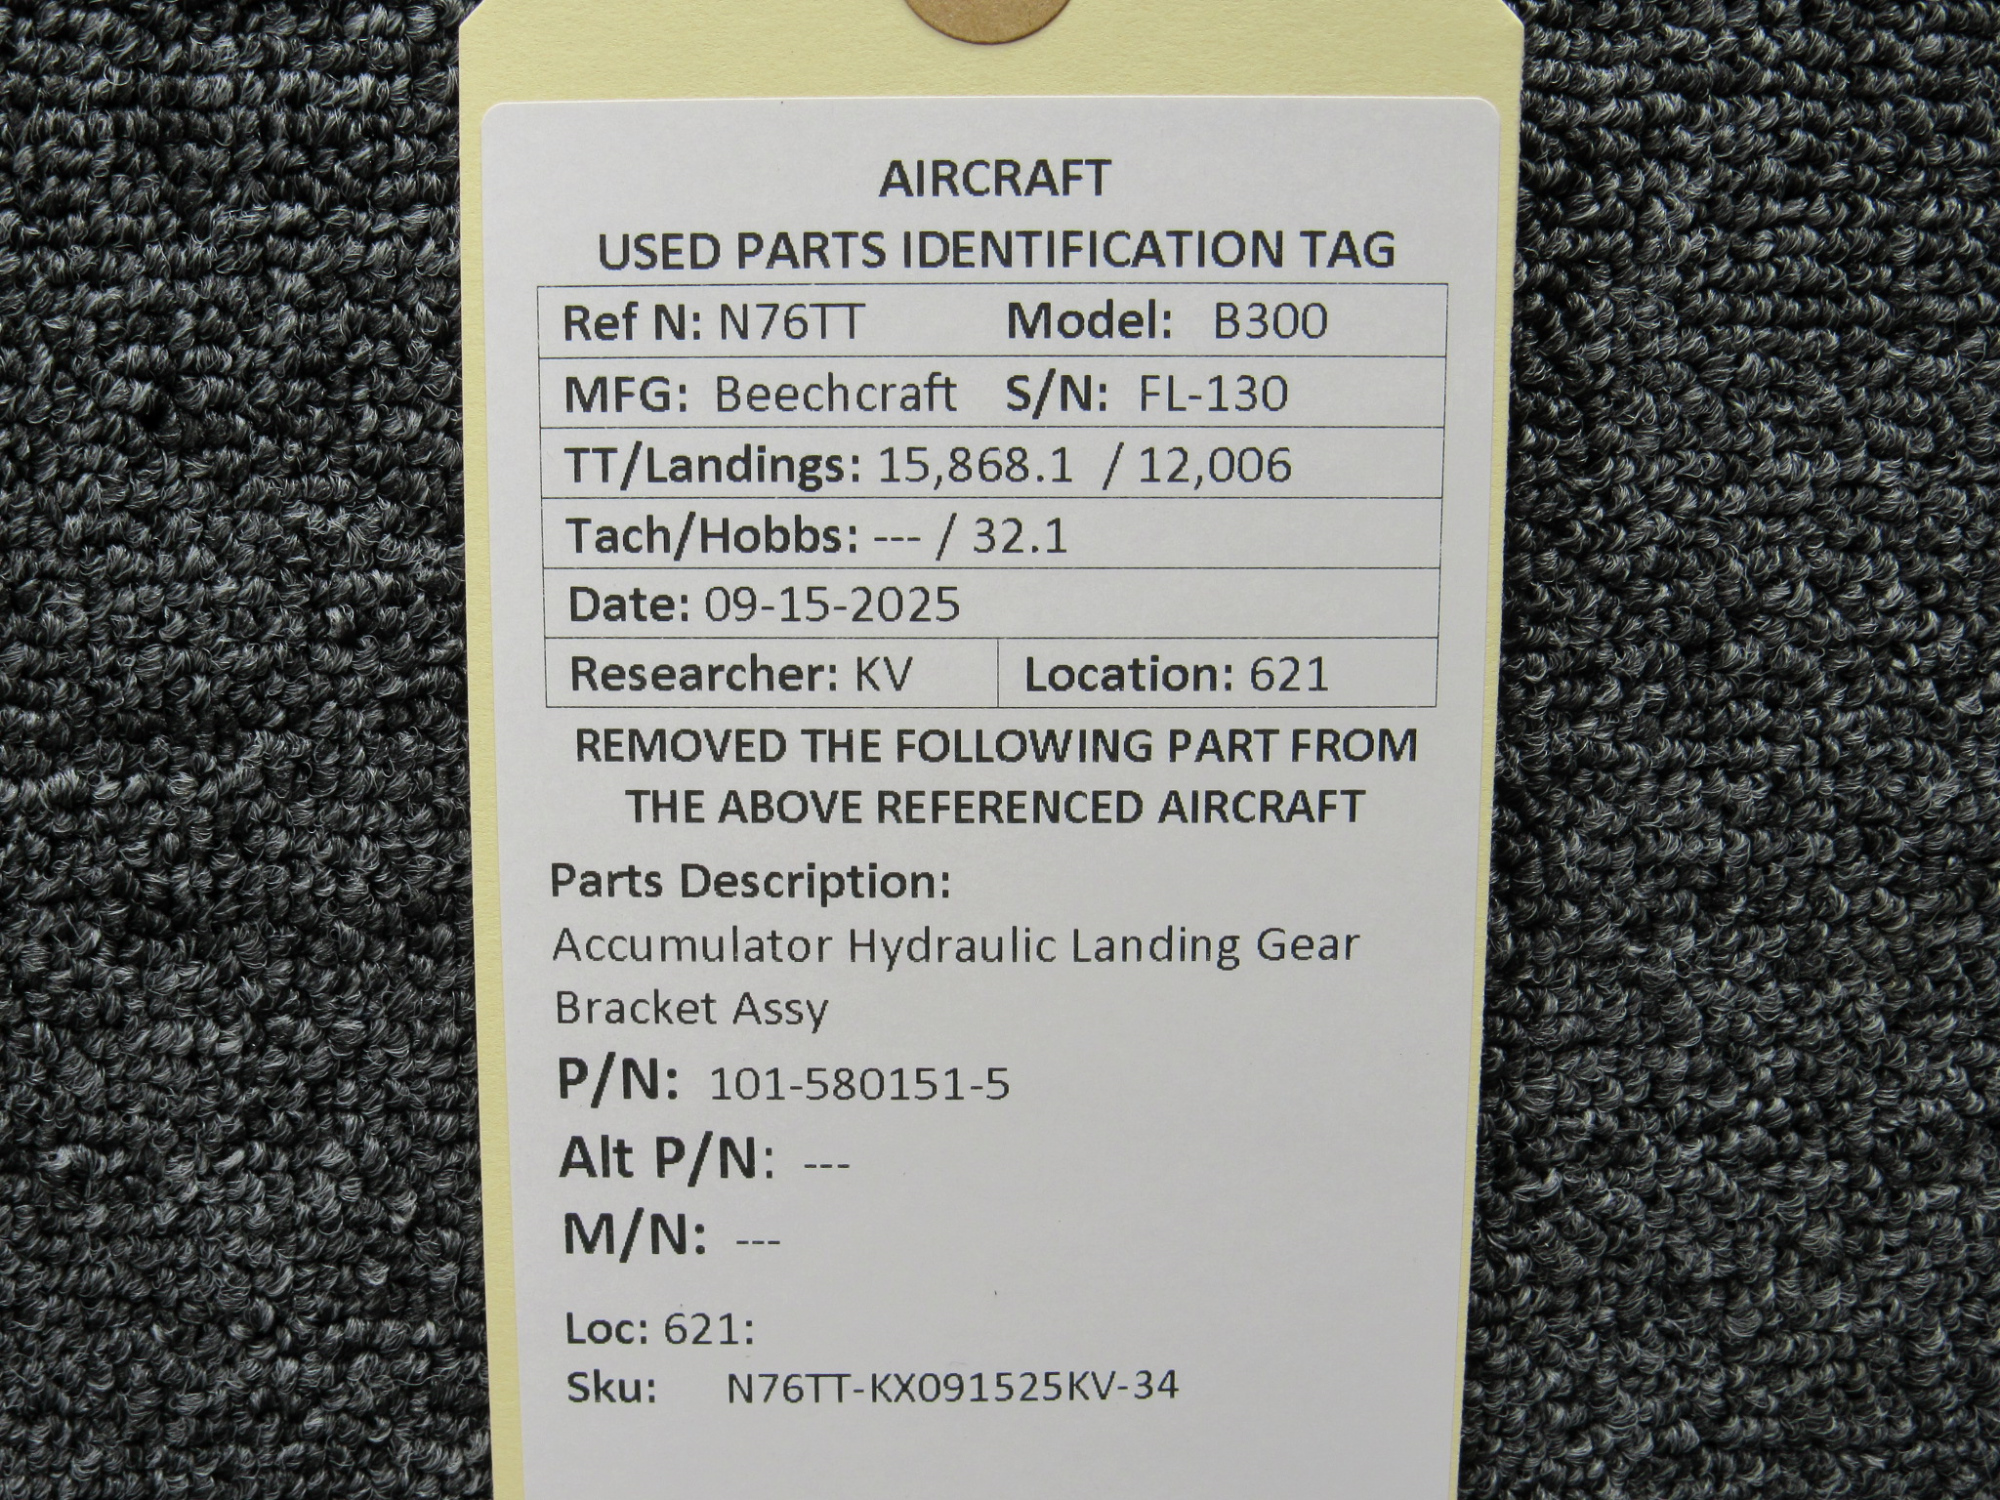 AIRCRAFT
USED PARTS IDENTIFICATION TAG
Ref N: N76TT Model: B300
MFG: Beechcraft S/N: FL-130
TT/Landings: 15,868.1 / 12,006
Tach/Hobbs: --- / 32.1
Date: 09-15-2025
Researcher: KV Location: 621
REMOVED THE FOLLOWING PART FROM
THE ABOVE REFERENCED AIRCRAFT
Parts Description:
Accumulator Hydraulic Landing Gear
Bracket Assy
P/N: 101-580151-5
Alt P/N: ---
M/N: ---
Loc: 621:
Sku: N76TT-KX091525KV-34